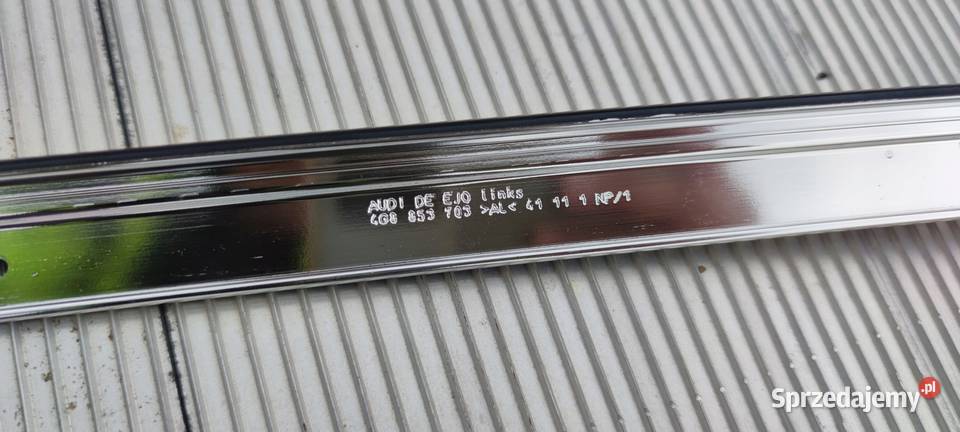 AUDI DE EJO links
4G8 853 703 >AL< 41 11 1 NP/1
Sprzedajemy.pl